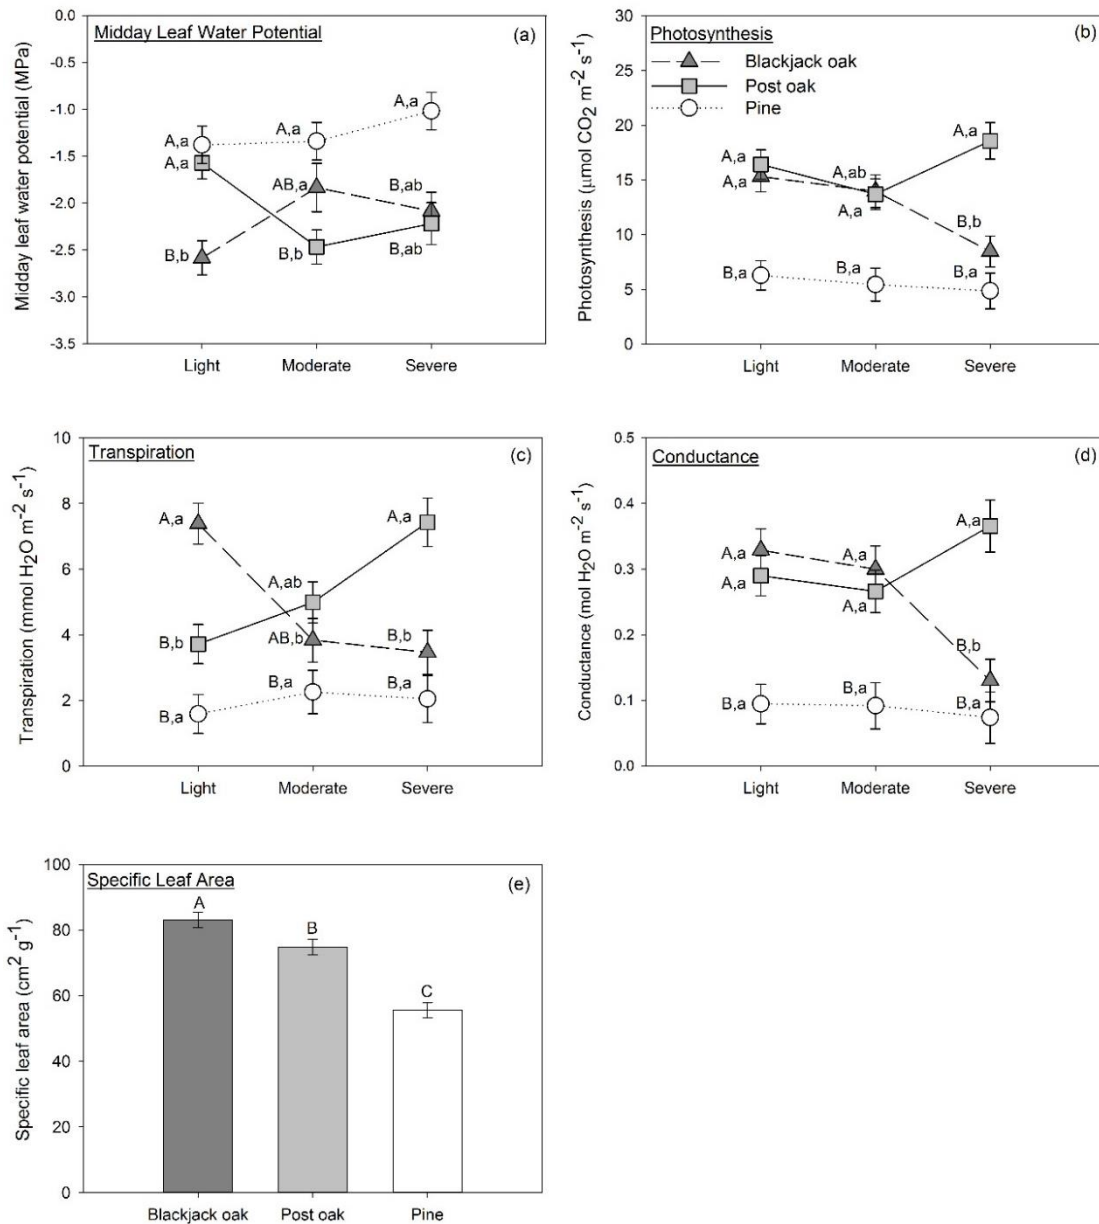 Midday Leaf Water Potential
(a)
Midday leaf water potential (MPa)
0.0
-0.5
-1.0
-1.5
-2.0
-2.5
-3.0
-3.5
A,a
A,a
A,a
A,a
AB,a
B,ab
B,b
B,b
B,ab
Light Moderate Severe
Photosynthesis
(b)
Blackjack oak
Post oak
Pine
Photosynthesis (μmol CO2 m-2 s-1)
30
25
20
15
10
5
0
A,a
A,a
A,ab
A,a
A,a
B,b
B,a
B,a
B,a
Light Moderate Severe
Transpiration
(c)
Transpiration (mmol H2O m-2 s-1)
10
8
6
4
2
0
A,a
A,a
A,ab
B,b
AB,b
B,b
B,a
B,a
B,a
Light Moderate Severe
Conductance
(d)
Conductance (mol H2O m-2 s-1)
0.5
0.4
0.3
0.2
0.1
0.0
A,a
A,a
A,a
A,a
A,a
B,b
B,a
B,a
B,a
Light Moderate Severe
Specific Leaf Area
(e)
Specific leaf area (cm2 g-1)
100
80
60
40
20
0
A
B
C
Blackjack oak Post oak Pine